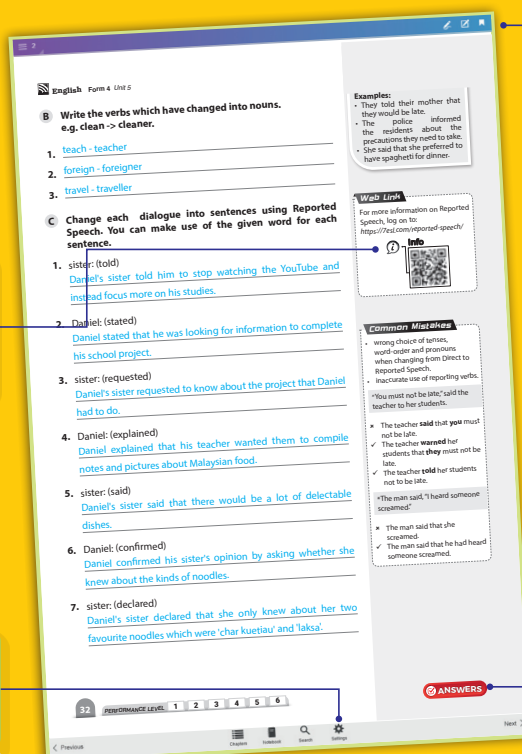 2
English Form 4 Unit 5
B Write the verbs which have changed into nouns.
e.g. clean -> cleaner.
1. teach - teacher
2. foreign - foreigner
3. travel - traveller
C Change each dialogue into sentences using Reported
Speech. You can make use of the given word for each
sentence.
1. sister: (told)
Daniel's sister told him to stop watching the YouTube and
instead focus more on his studies.
2. Daniel: (stated)
Daniel stated that he was looking for information to complete
his school project.
3. sister: (requested)
Daniel's sister requested to know about the project that Daniel
had to do.
4. Daniel: (explained)
Daniel explained that his teacher wanted them to compile
notes and pictures about Malaysian food.
5. sister: (said)
Daniel's sister said that there would be a lot of delectable
dishes.
6. Daniel: (confirmed)
Daniel confirmed his sister's opinion by asking whether she
knew about the kinds of noodles.
7. sister: (declared)
Daniel's sister declared that she only knew about her two
favourite noodles which were 'char kuetiau' and 'laksa'.
32 PERFORMANCE LEVEL 1 2 3 4 5 6
Examples:
• They told their mother that
they would be late.
• The police informed
the residents about the
precautions they need to take.
• She said that she preferred to
have spaghetti for dinner.
Web Link
For more information on Reported
Speech, log on to:
https://7esl.com/reported-speech/
i Info
Common Mistakes
• wrong choice of tenses,
word-order and pronouns
when changing from Direct to
Reported Speech.
• inaccurate use of reporting verbs.
"You must not be late," said the
teacher to her students.
× The teacher said that you must
not be late.
✓ The teacher warned her
students that they must not be
late.
✓ The teacher told her students
not to be late.
"The man said, "I heard someone
screamed."
× The man said that she
screamed.
✓ The man said that he had heard
someone screamed.
ANSWERS
< Previous
Chapters
Notebook
Search
Settings
Next >